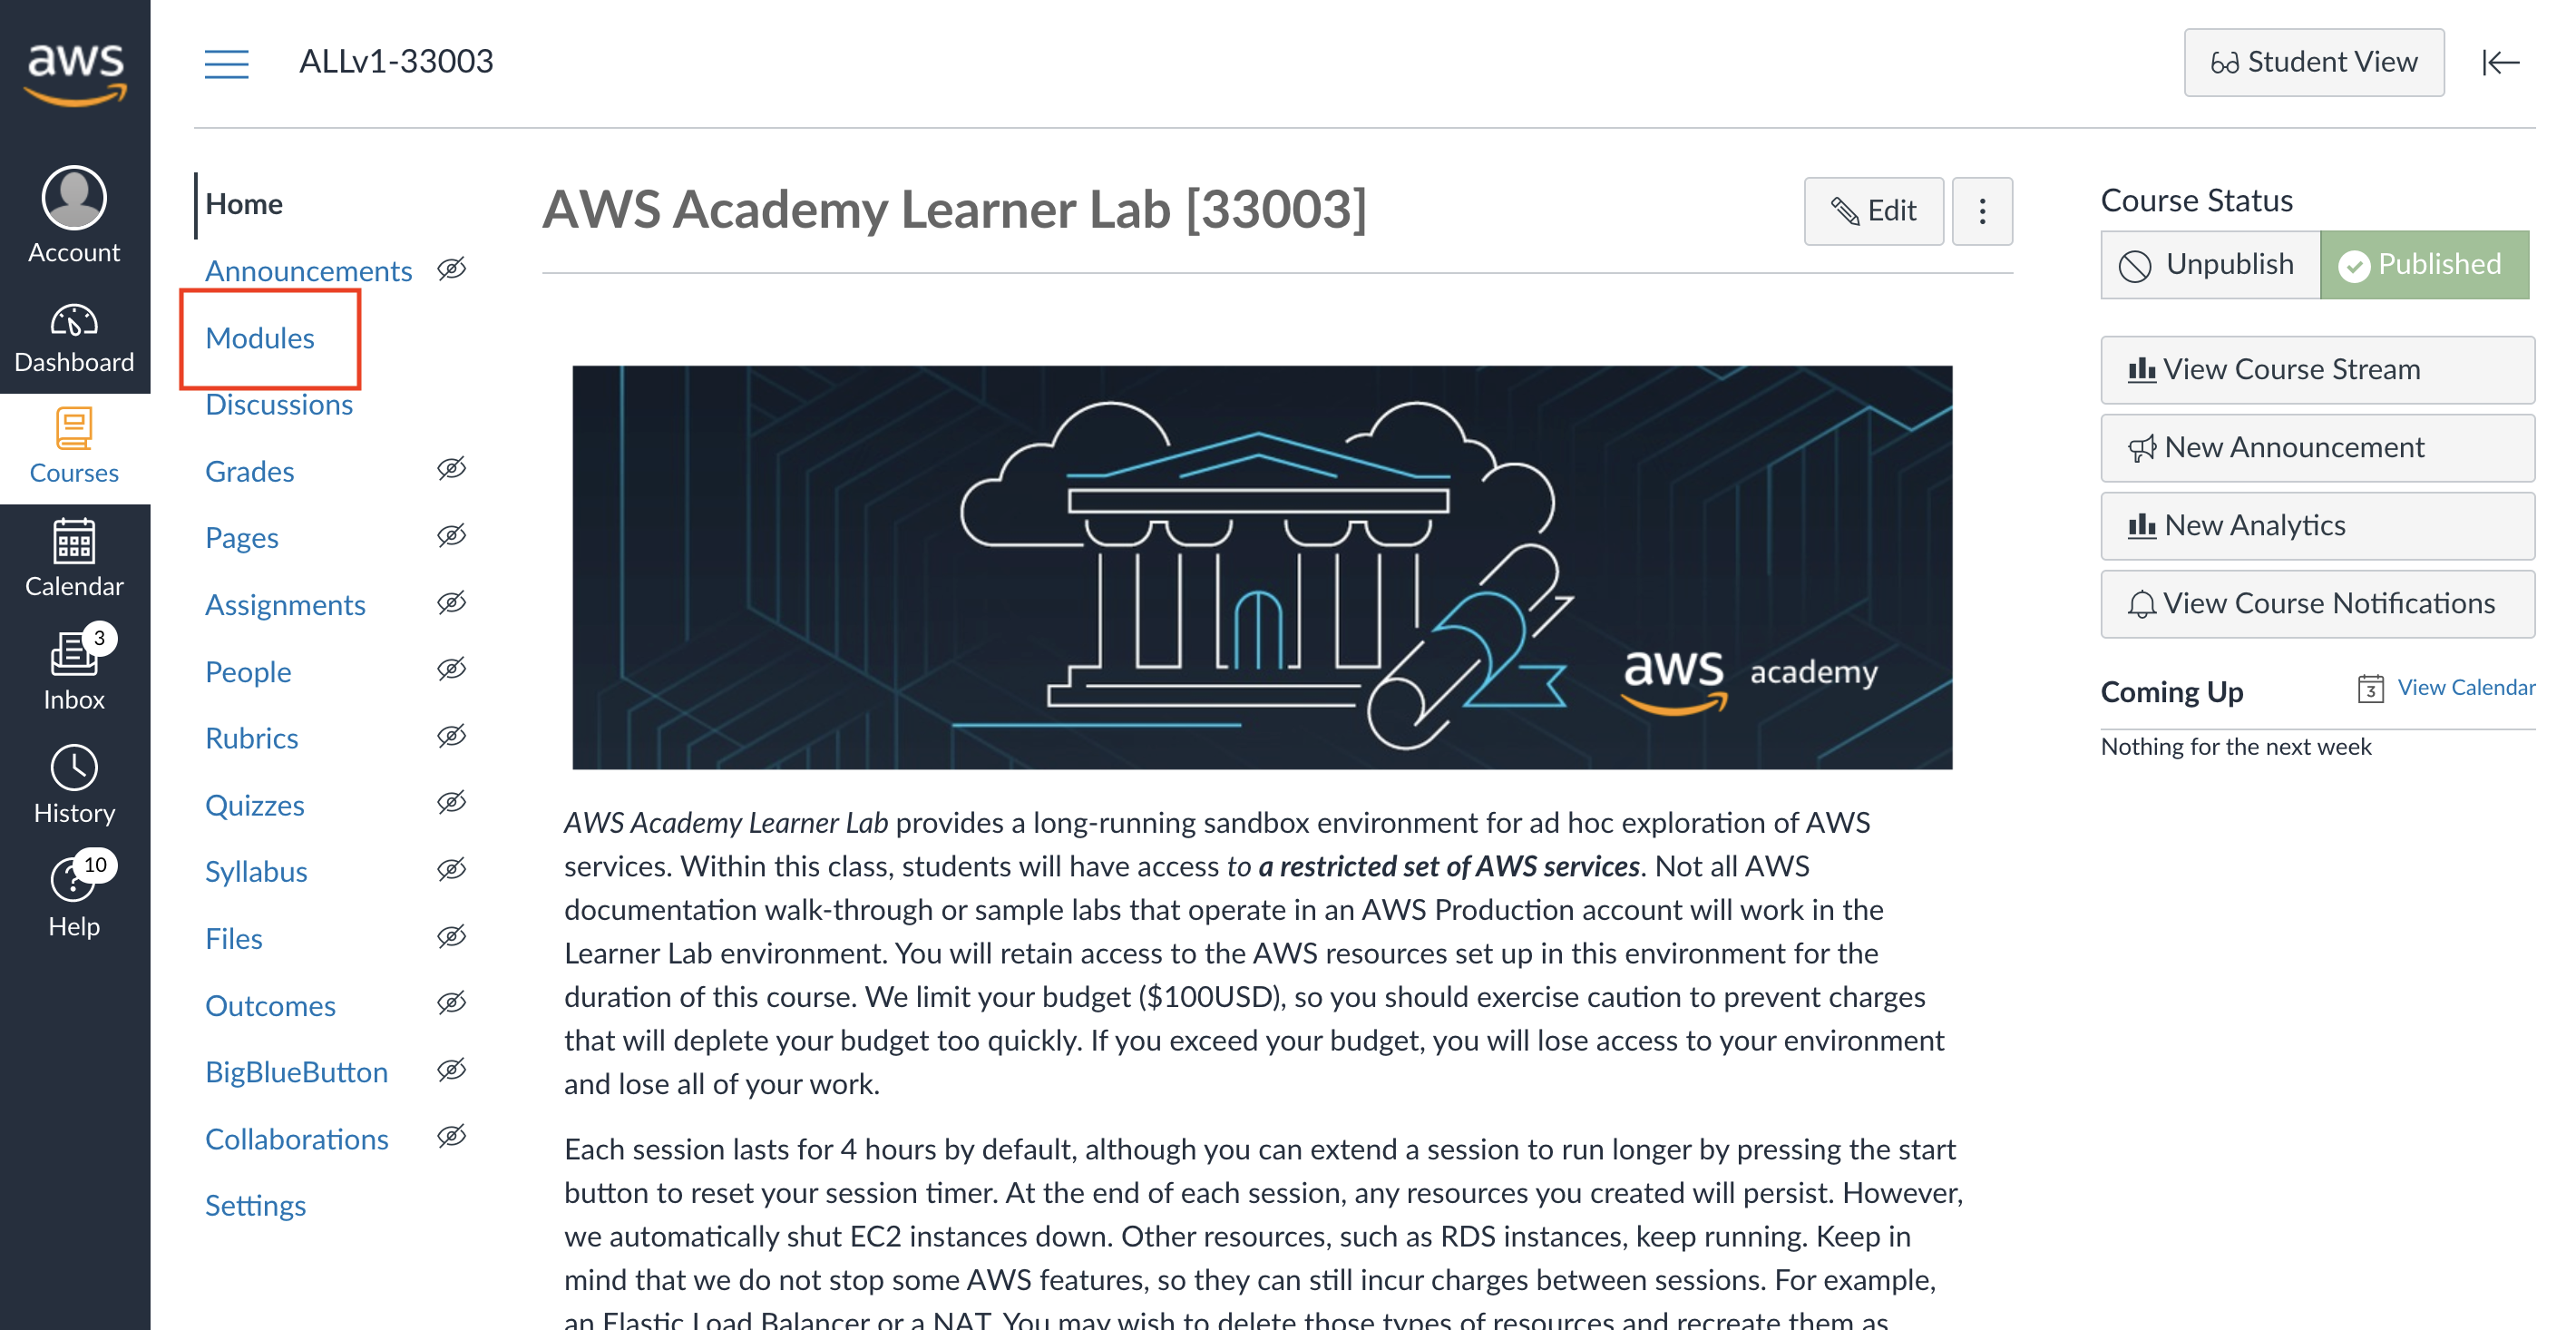 aws
ALLv1-33003
Student View
Account
Dashboard
Courses
Calendar
3
Inbox
History
10
Help
Home
Announcements
Modules
Discussions
Grades
Pages
Assignments
People
Rubrics
Quizzes
Syllabus
Files
Outcomes
BigBlueButton
Collaborations
Settings
AWS Academy Learner Lab [33003]
Edit
aws academy
AWS Academy Learner Lab provides a long-running sandbox environment for ad hoc exploration of AWS
services. Within this class, students will have access to a restricted set of AWS services. Not all AWS
documentation walk-through or sample labs that operate in an AWS Production account will work in the
Learner Lab environment. You will retain access to the AWS resources set up in this environment for the
duration of this course. We limit your budget ($100USD), so you should exercise caution to prevent charges
that will deplete your budget too quickly. If you exceed your budget, you will lose access to your environment
and lose all of your work.
Each session lasts for 4 hours by default, although you can extend a session to run longer by pressing the start
button to reset your session timer. At the end of each session, any resources you created will persist. However,
we automatically shut EC2 instances down. Other resources, such as RDS instances, keep running. Keep in
mind that we do not stop some AWS features, so they can still incur charges between sessions. For example,
an Elastic Load Balancer or a NAT. You may wish to delete those types of resources and recreate them as
Course Status
Unpublish
Published
View Course Stream
New Announcement
New Analytics
View Course Notifications
Coming Up
3 View Calendar
Nothing for the next week